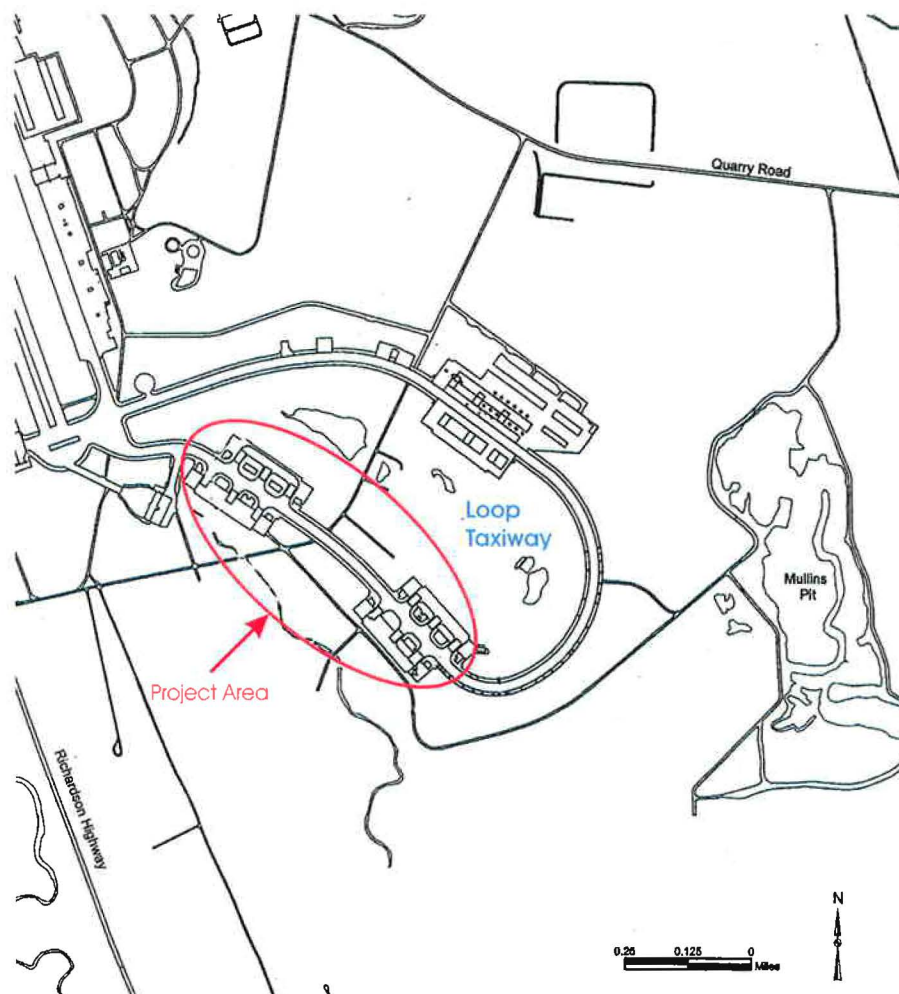 Quarry Road
Loop
Taxiway
Mullins
Pit
Project Area
Richardson Highway
N
0.25 0.125 0
Miles